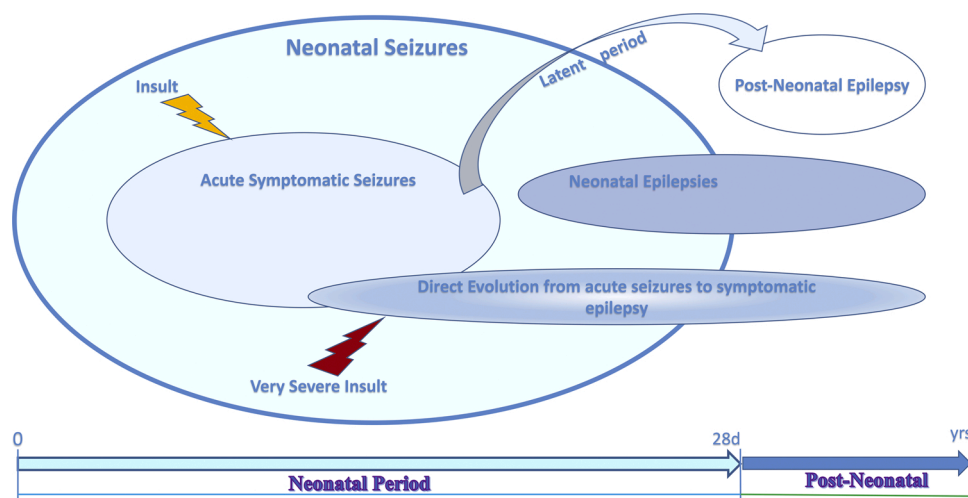 Neonatal Seizures
Insult
Latent period
Post-Neonatal Epilepsy
Acute Symptomatic Seizures
Neonatal Epilepsies
Direct Evolution from acute seizures to symptomatic
epilepsy
Very Severe Insult
0
28d
yrs
Neonatal Period
Post-Neonatal